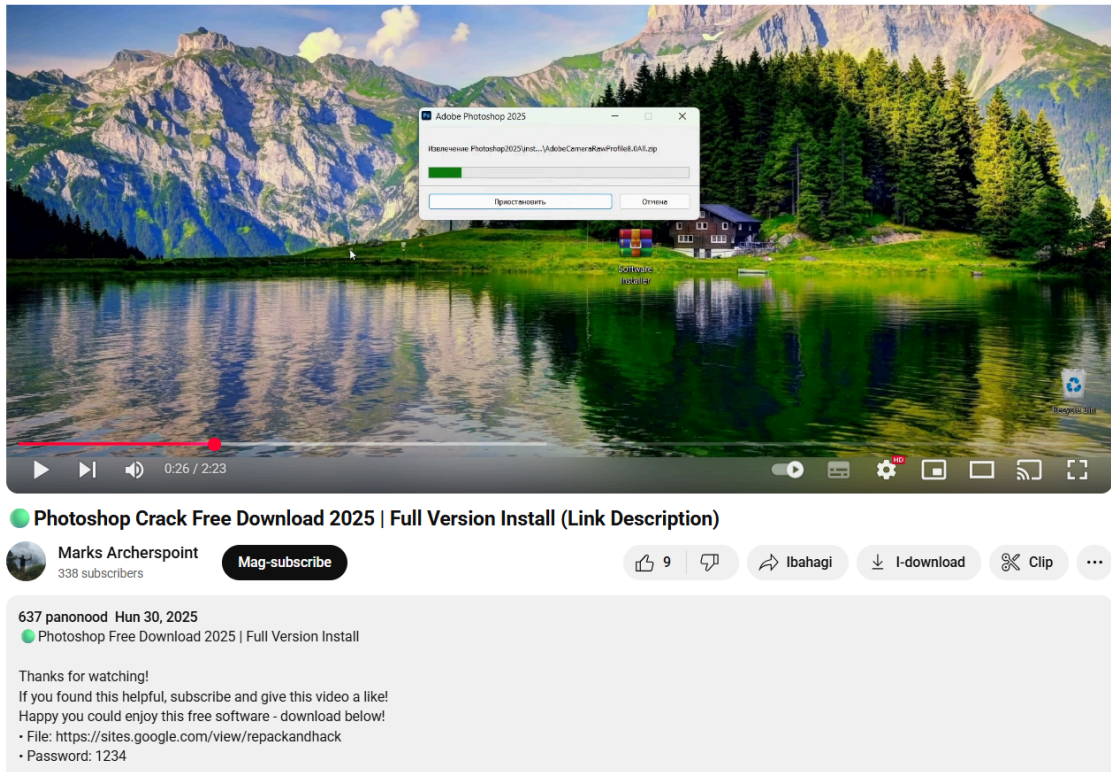 Adobe Photoshop 2025
Извлечение Photoshop2025\inst...\AdobeCameraRawProfile8.0All.zip
Приостановить
Отмена
Software
Installer
Recycle Bin
0:26 / 2:23
HD
Photoshop Crack Free Download 2025 | Full Version Install (Link Description)
Marks Archerspoint
338 subscribers
Mag-subscribe
9
Ibahagi
I-download
Clip
637 panonood Hun 30, 2025
Photoshop Free Download 2025 | Full Version Install
Thanks for watching!
If you found this helpful, subscribe and give this video a like!
Happy you could enjoy this free software - download below!
• File: https://sites.google.com/view/repackandhack
• Password: 1234